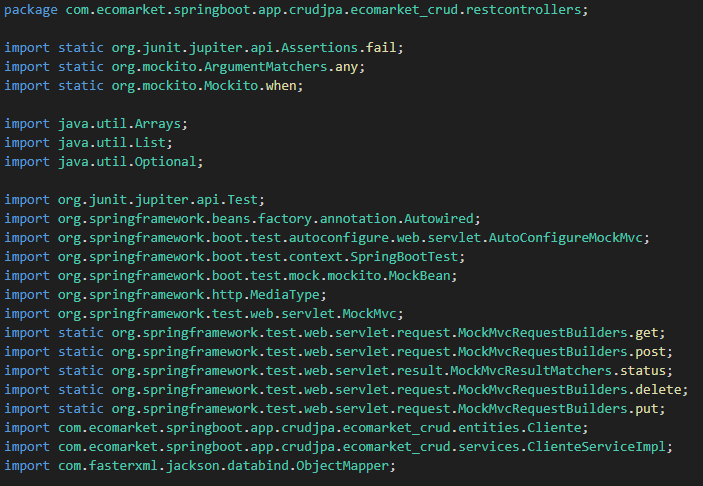 package com.ecomarket.springboot.app.crudjpa.ecomarket_crud.restcontrollers;
import static org.junit.jupiter.api.Assertions.fail;
import static org.mockito.ArgumentMatchers.any;
import static org.mockito.Mockito.when;
import java.util.Arrays;
import java.util.List;
import java.util.Optional;
import org.junit.jupiter.api.Test;
import org.springframework.beans.factory.annotation.Autowired;
import org.springframework.boot.test.autoconfigure.web.servlet.AutoConfigureMockMvc;
import org.springframework.boot.test.context.SpringBootTest;
import org.springframework.boot.test.mock.mockito.MockBean;
import org.springframework.http.MediaType;
import org.springframework.test.web.servlet.MockMvc;
import static org.springframework.test.web.servlet.request.MockMvcRequestBuilders.get;
import static org.springframework.test.web.servlet.request.MockMvcRequestBuilders.post;
import static org.springframework.test.web.servlet.result.MockMvcResultMatchers.status;
import static org.springframework.test.web.servlet.request.MockMvcRequestBuilders.delete;
import static org.springframework.test.web.servlet.request.MockMvcRequestBuilders.put;
import com.ecomarket.springboot.app.crudjpa.ecomarket_crud.entities.Cliente;
import com.ecomarket.springboot.app.crudjpa.ecomarket_crud.services.ClienteServiceImpl;
import com.fasterxml.jackson.databind.ObjectMapper;